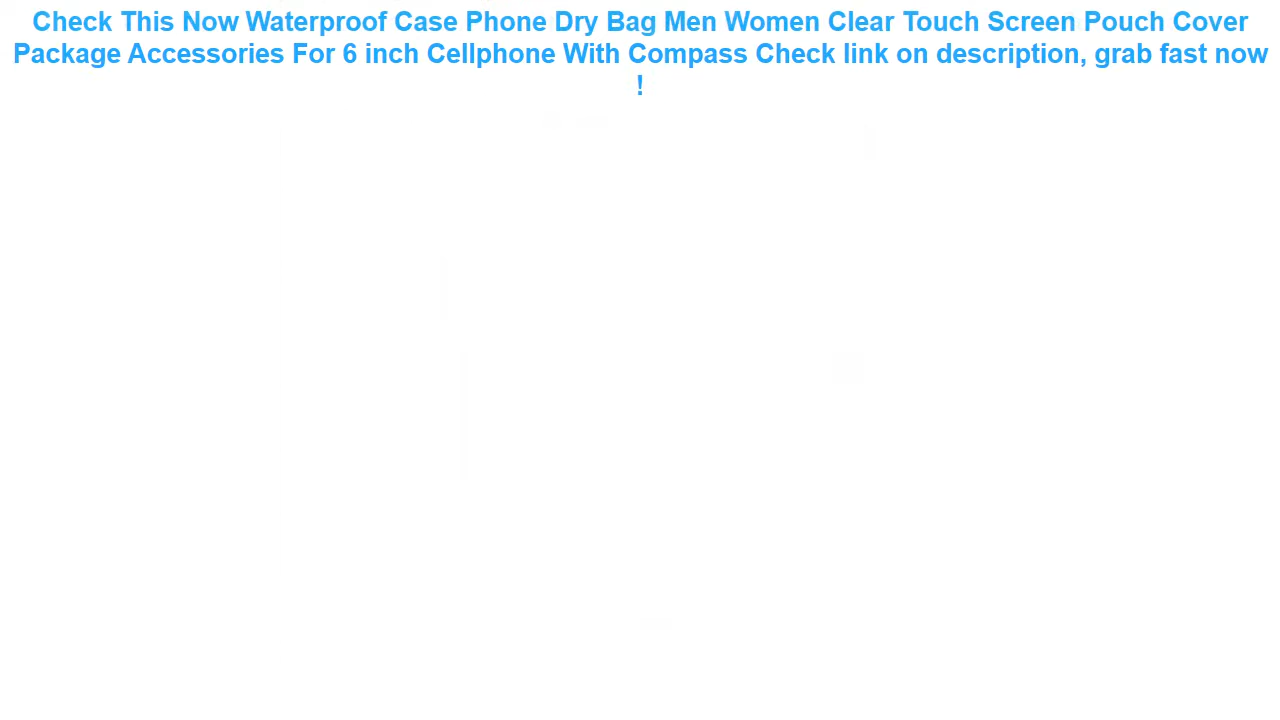 Check This Now Waterproof Case Phone Dry Bag Men Women Clear Touch Screen Pouch Cover
Package Accessories For 6 inch Cellphone With Compass Check link on description, grab fast now
!